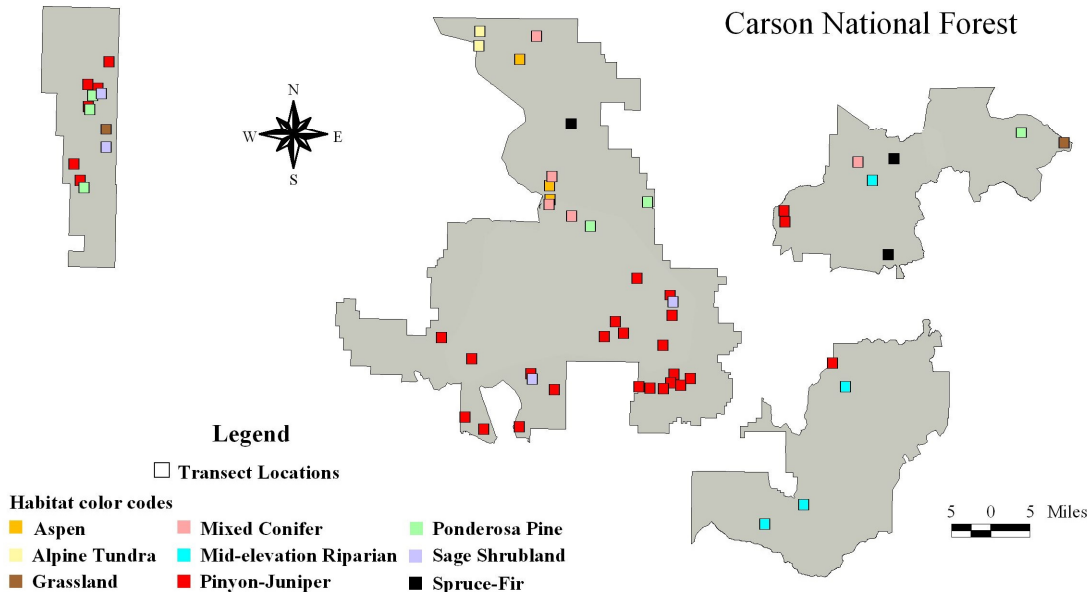 Carson National Forest
N
W E
S
Legend
Transect Locations
Habitat color codes
Aspen Mixed Conifer Ponderosa Pine
Alpine Tundra Mid-elevation Riparian Sage Shrubland
Grassland Pinyon-Juniper Spruce-Fir
5 0 5 Miles